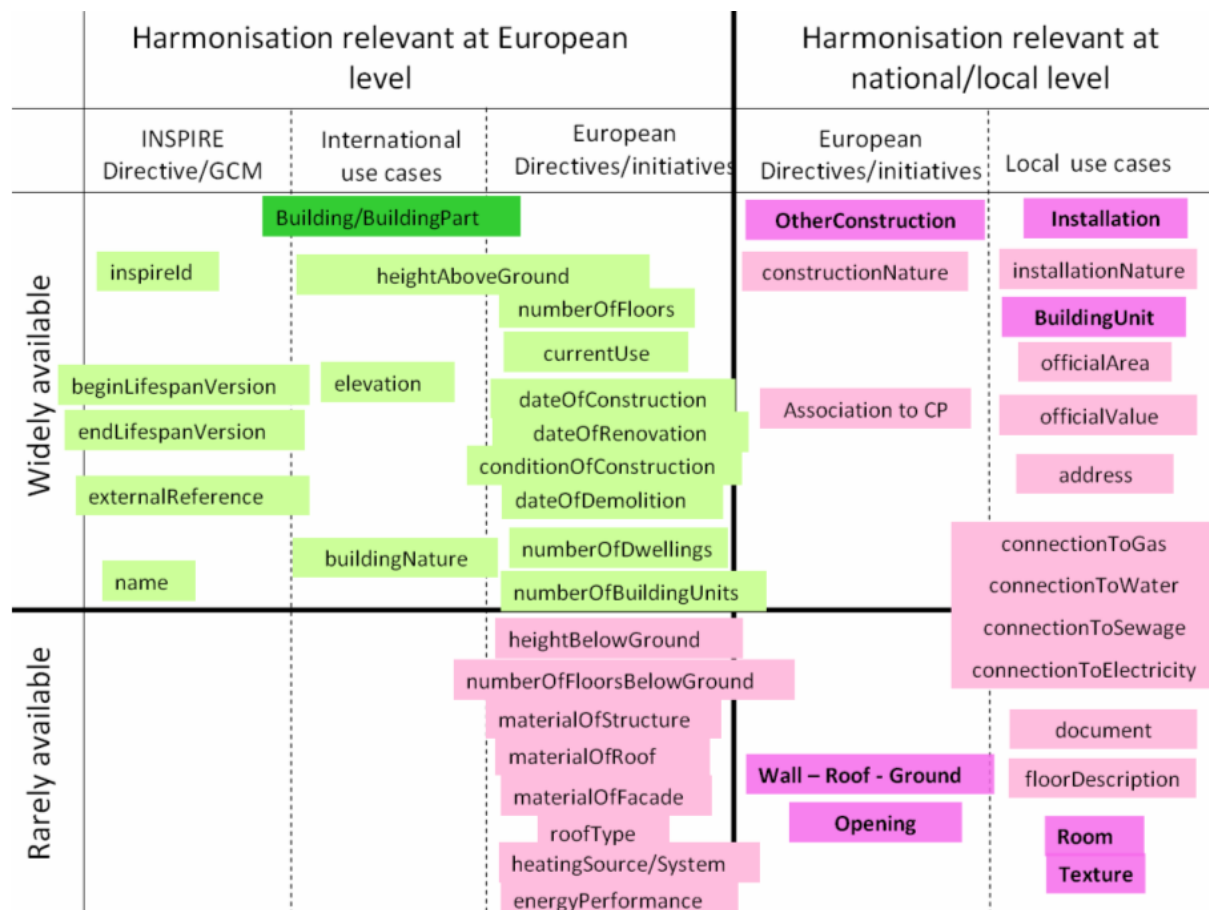 Harmonisation relevant at European
level
Harmonisation relevant at
national/local level
INSPIRE
Directive/GCM
International
use cases
European
Directives/initiatives
European
Directives/initiatives
Local use cases
Widely available
Building/BuildingPart
OtherConstruction
Installation
inspireId
heightAboveGround
constructionNature
installationNature
numberOfFloors
BuildingUnit
currentUse
officialArea
beginLifespanVersion
elevation
dateOfConstruction
Association to CP
officialValue
endLifespanVersion
dateOfRenovation
conditionOfConstruction
address
externalReference
dateOfDemolition
buildingNature
numberOfDwellings
connectionToGas
name
numberOfBuildingUnits
connectionToWater
Rarely available
heightBelowGround
connectionToSewage
numberOfFloorsBelowGround
connectionToElectricity
materialOfStructure
document
materialOfRoof
Wall – Roof - Ground
floorDescription
materialOfFacade
roofType
Opening
Room
heatingSource/System
Texture
energyPerformance